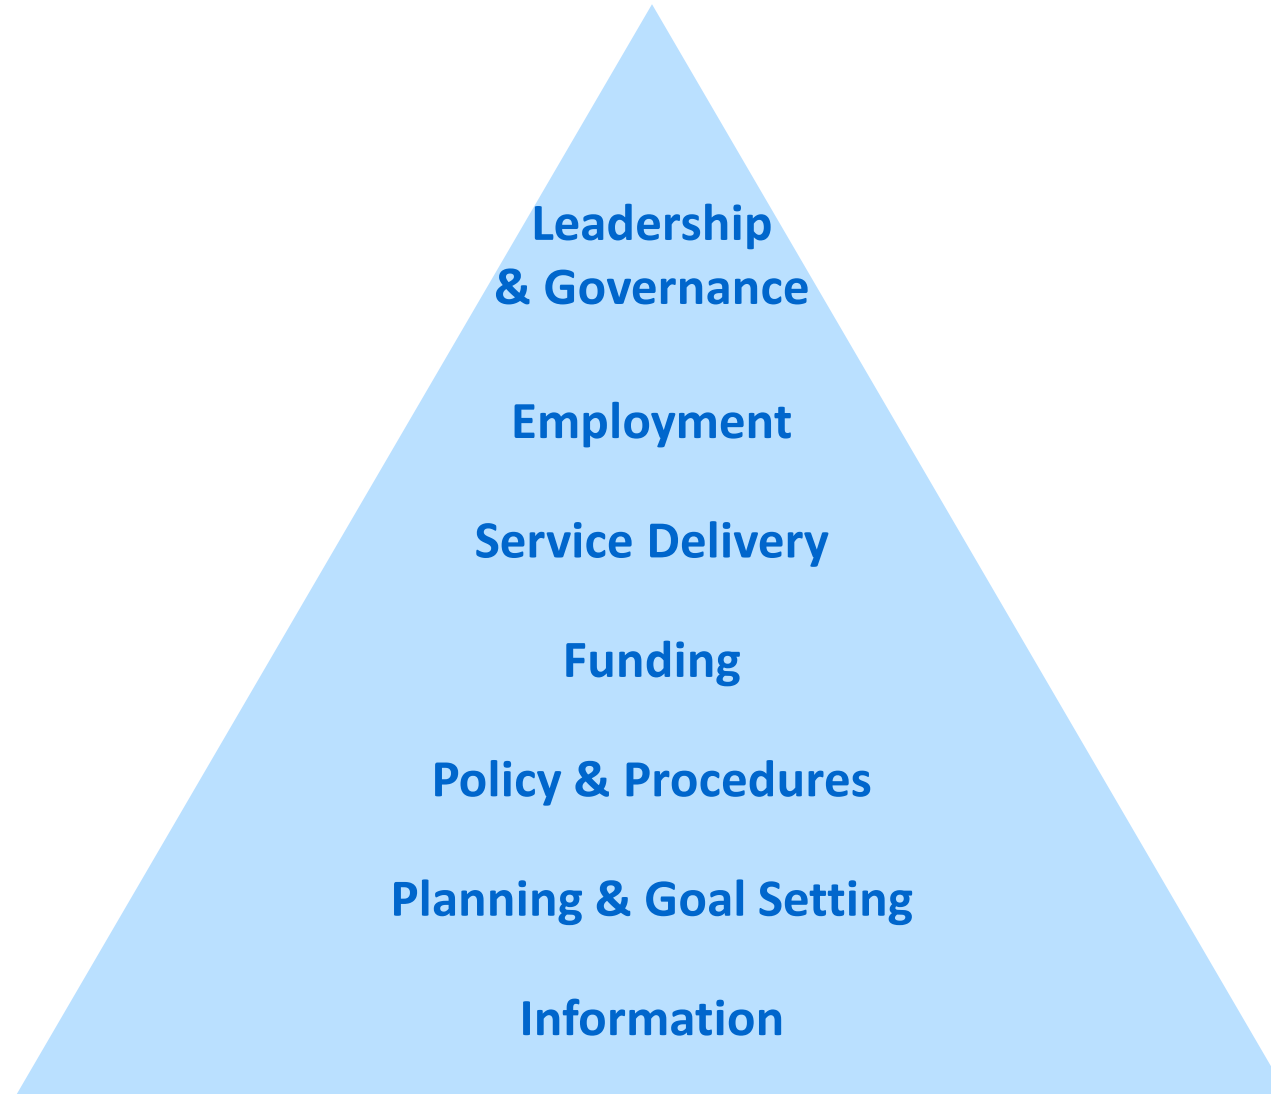 Leadership
& Governance
Employment
Service Delivery
Funding
Policy & Procedures
Planning & Goal Setting
Information